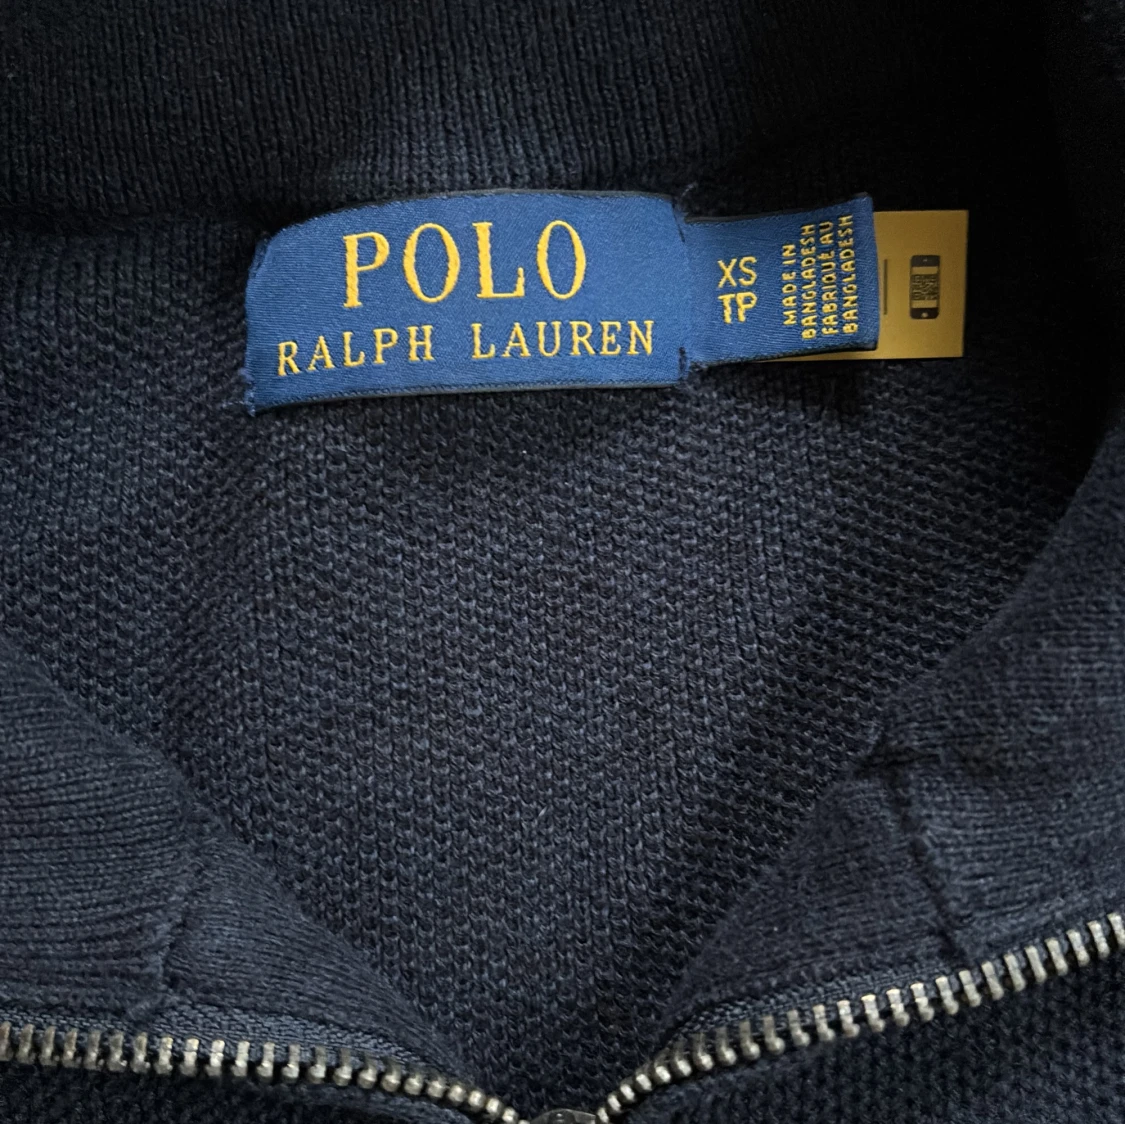 POLO
RALPH LAUREN
XS
TP
MADE IN
BANGLADESH
FABRIQUÉ AU
BANGLADESH